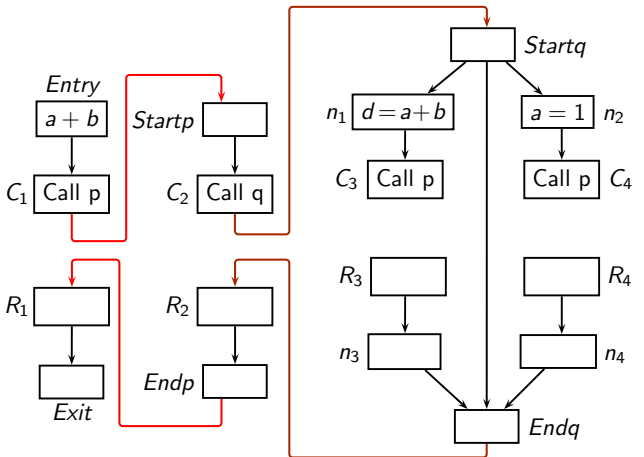 Startq
Entry
a + b
Startp
n1
d = a + b
a = 1
n2
C1
Call p
C2
Call q
C3
Call p
Call p
C4
R1
R2
R3
R4
n3
n4
Endp
Exit
Endq